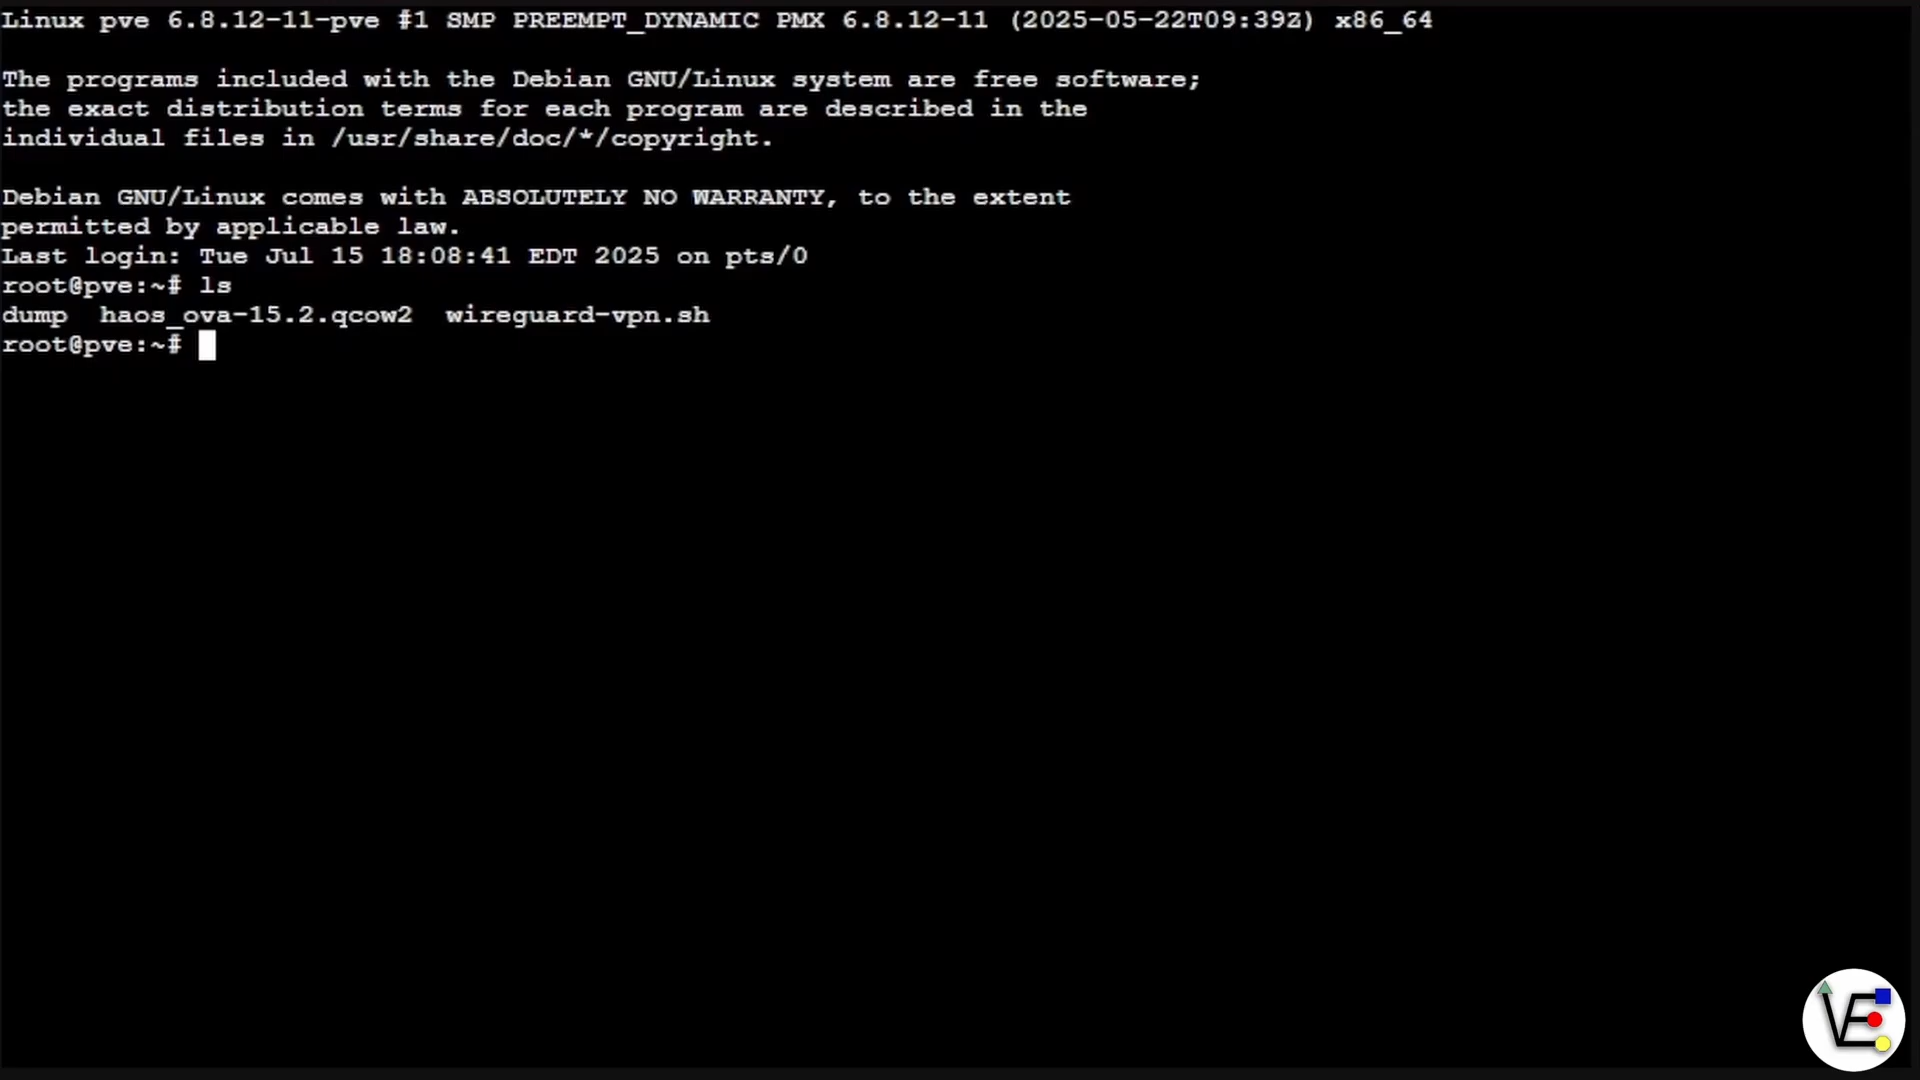 Linux pve 6.8.12-11-pve #1 SMP PREEMPT_DYNAMIC PMX 6.8.12-11 (2025-05-22T09:39Z) x86_64
The programs included with the Debian GNU/Linux system are free software;
the exact distribution terms for each program are described in the
individual files in /usr/share/doc/*/copyright.
Debian GNU/Linux comes with ABSOLUTELY NO WARRANTY, to the extent
permitted by applicable law.
Last login: Tue Jul 15 18:08:41 EDT 2025 on pts/0
root@pve:~# ls
dump  haos_ova-15.2.qcow2  wireguard-vpn.sh
root@pve:~#
VE